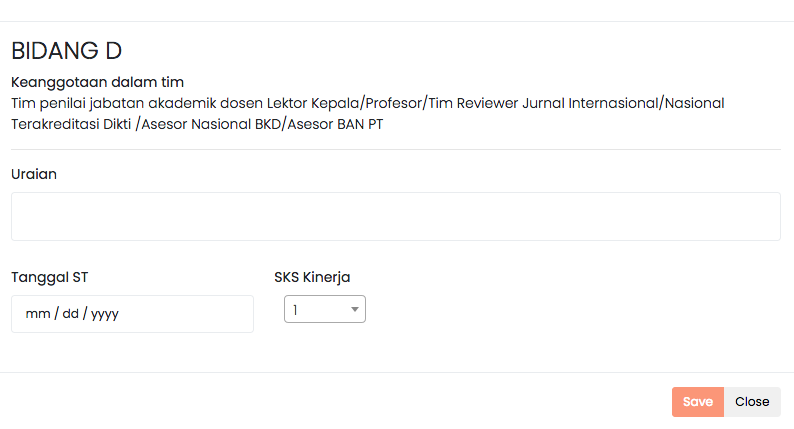 BIDANG D
Keanggotaan dalam tim
Tim penilai jabatan akademik dosen Lektor Kepala/Profesor/Tim Reviewer Jurnal Internasional/Nasional
Terakreditasi Dikti /Asesor Nasional BKD/Asesor BAN PT
Uraian
Tanggal ST
SKS Kinerja
mm / dd / yyyy
1
Save
Close